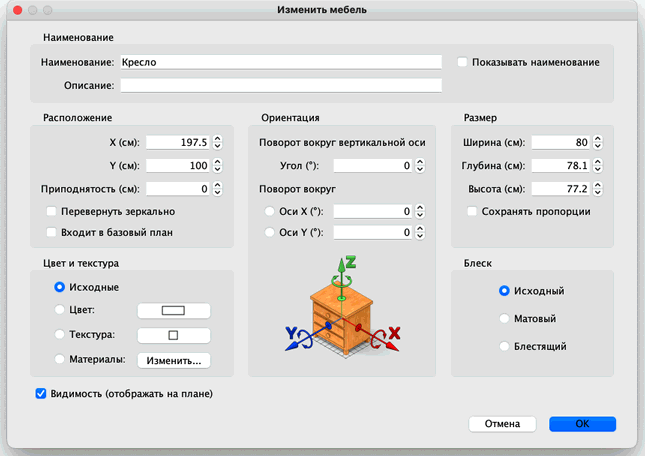 Изменить мебель
Наименование
Наименование: Кресло
Показывать наименование
Описание:
Расположение
X (см): 197.5
Y (см): 100
Приподнятость (см): 0
Перевернуть зеркально
Входит в базовый план
Ориентация
Поворот вокруг вертикальной оси
Угол (°): 0
Поворот вокруг
Оси X (°): 0
Оси Y (°): 0
Z
Y
X
Размер
Ширина (см): 80
Глубина (см): 78.1
Высота (см): 77.2
Сохранять пропорции
Цвет и текстура
Исходные
Цвет:
Текстура:
Материалы: Изменить...
Блеск
Исходный
Матовый
Блестящий
Видимость (отображать на плане)
Отмена
OK